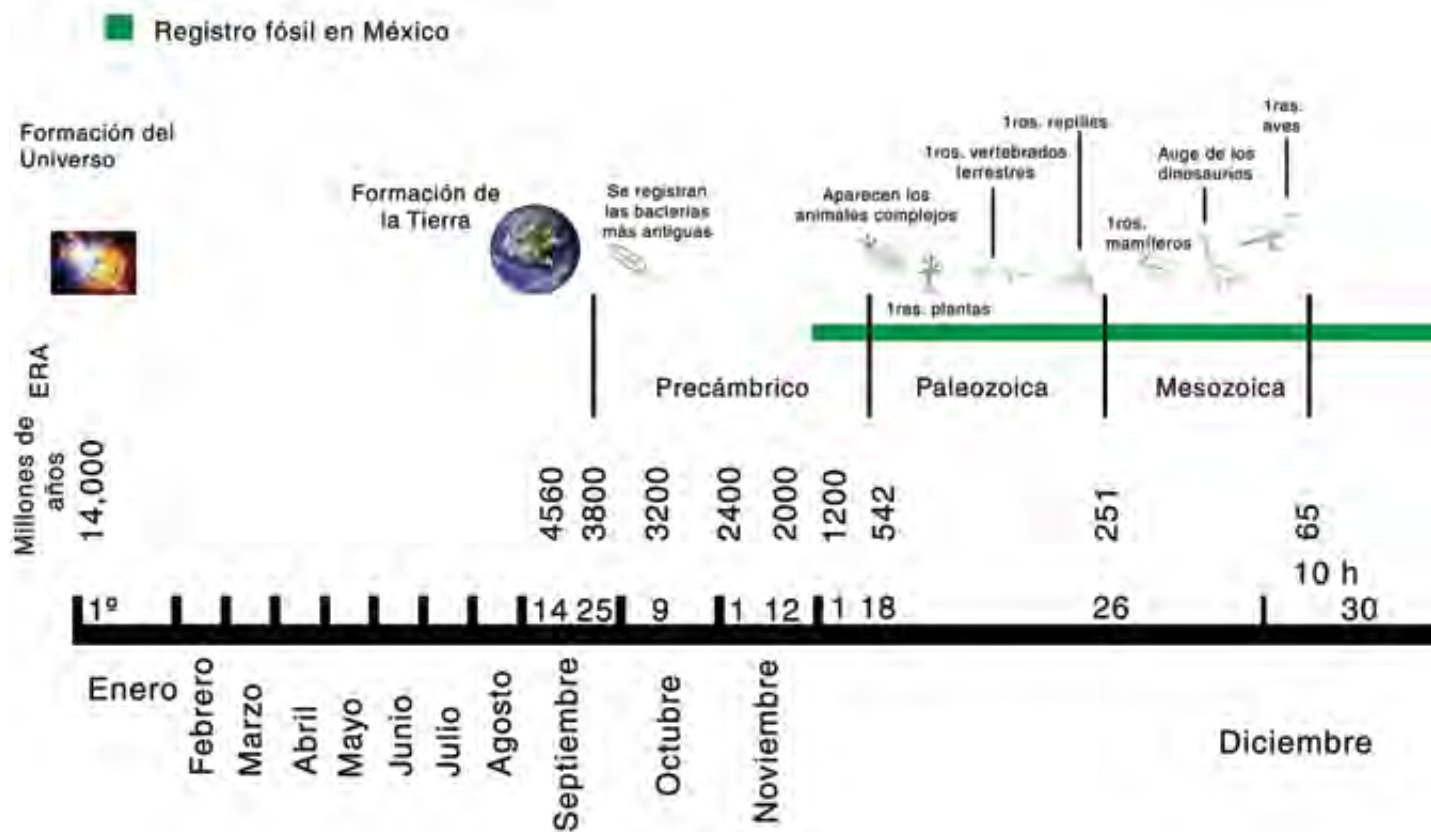 Registro fósil en México
Formación del
Universo
Formación de
la Tierra
Se registran
las bacterias
más antiguas
Aparecen los
animales complejos
1ras. plantas
1ros. vertebrados
terrestres
1ros. reptiles
1ros.
mamíferos
Auge de los
dinosaurios
1ras.
aves
ERA
Precámbrico
Paleozoica
Mesozoica
Millones de
años
14,000
4560
3800
3200
2400
2000
1200
542
251
65
10 h
1º
14
25
9
1
12
1
18
26
30
Enero
Febrero
Marzo
Abril
Mayo
Junio
Julio
Agosto
Septiembre
Octubre
Noviembre
Diciembre